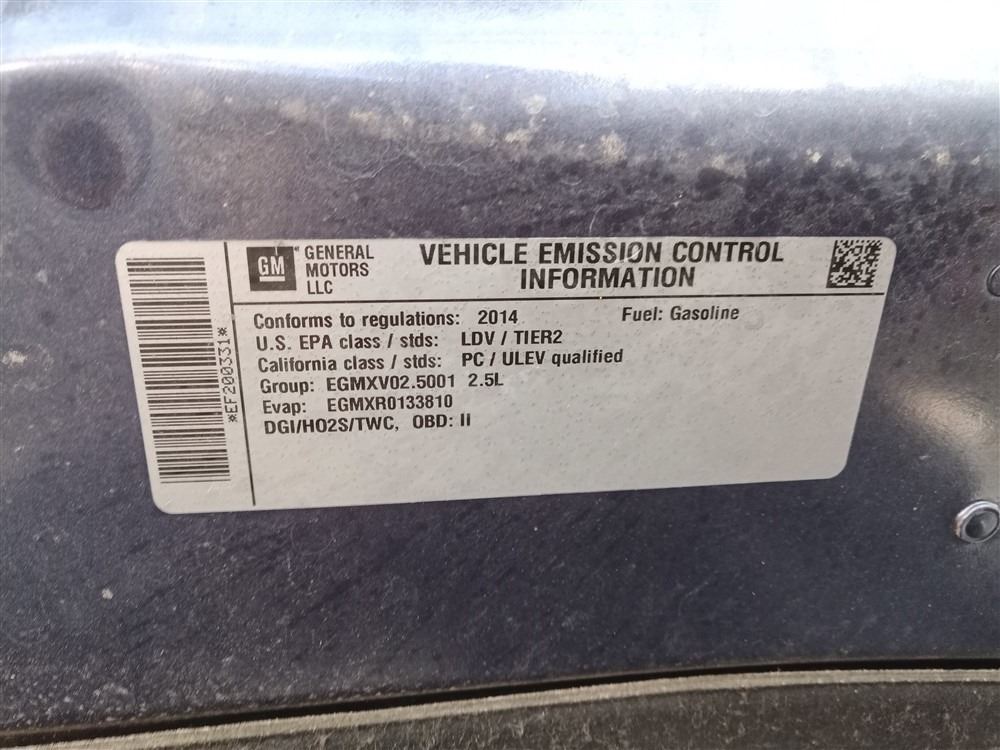 GM
GENERAL
MOTORS
LLC
VEHICLE EMISSION CONTROL
INFORMATION
*EF200331*
Conforms to regulations: 2014 Fuel: Gasoline
U.S. EPA class / stds: LDV / TIER2
California class / stds: PC / ULEV qualified
Group: EGMXV02.5001 2.5L
Evap: EGMXR0133810
DGI/HO2S/TWC, OBD: II